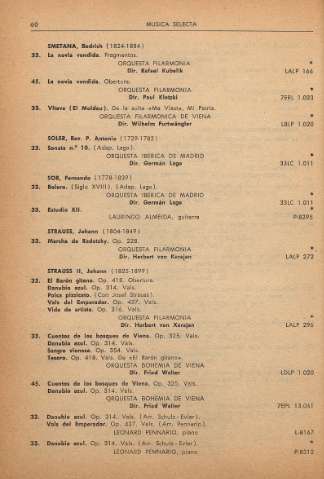 60 MUSICA SELECTA
SMETANA, Bedrich (1824-1884)
33. La novia vendida. Fragmentos.
ORQUESTA FILARMONIA *
Dir. Rafael Kubelik LALP 166
45. La novia vendida. Obertura.
ORQUESTA FILARMONIA *
Dir. Paul Kletzki 7EPL 1.023
33. Vltava (El Moldau). De la suite «Ma Vlast», Mi Patria.
ORQUESTA FILARMONICA DE VIENA *
Dir. Wilhelm Furtwängler LBLP 1.020
SOLER, Rev. P. Antonio (1729-1783)
33. Sonata n.º 10. (Adap. Lago).
ORQUESTA IBERICA DE MADRID *
Dir. Germán Lago 33LC 1.011
SOR, Fernando (1778-1839)
33. Bolero. (Siglo XVIII). (Adap. Lago).
ORQUESTA IBERICA DE MADRID *
Dir. Germán Lago 33LC 1.011
33. Estudio XII. *
LAURINDO ALMEIDA, guitarra P-8295
STRAUSS, Johann (1804-1849)
33. Marcha de Radetzky. Op. 228.
ORQUESTA FILARMONIA *
Dir. Herbert von Karajan LALP 272
STRAUSS II, Johann (1825-1899)
33. El Barón gitano. Op. 418. Obertura.
Danubio azul. Op. 314. Vals.
Polca pizzicato. (Con Josef Strauss).
Vals del Emperador. Op. 437. Vals.
Vida de artista. Op. 316. Vals.
ORQUESTA FILARMONIA *
Dir. Herbert von Karajan LALP 296
33. Cuentos de los bosques de Viena. Op. 325. Vals.
Danubio azul. Op. 314. Vals.
Sangre vienesa. Op. 354. Vals.
Tesoro. Op. 418. Vals. De «El Barón gitano».
ORQUESTA BOHEMIA DE VIENA
Dir. Fried Walter LDLP 1.020
45. Cuentos de los bosques de Viena. Op. 325. Vals.
Danubio azul. Op. 314. Vals.
ORQUESTA BOHEMIA DE VIENA
Dir. Fried Walter 7EPL 13.051
33. Danubio azul. Op. 314. Vals. (Arr. Schulz-Evler). *
Vals del Emperador. Op. 437. Vals. (Arr. Pennario).
LEONARD PENNARIO, piano L-8167
33. Danubio azul. Op. 314. Vals. (Arr. Schulz-Evler). *
LEONARD PENNARIO, piano P-8312